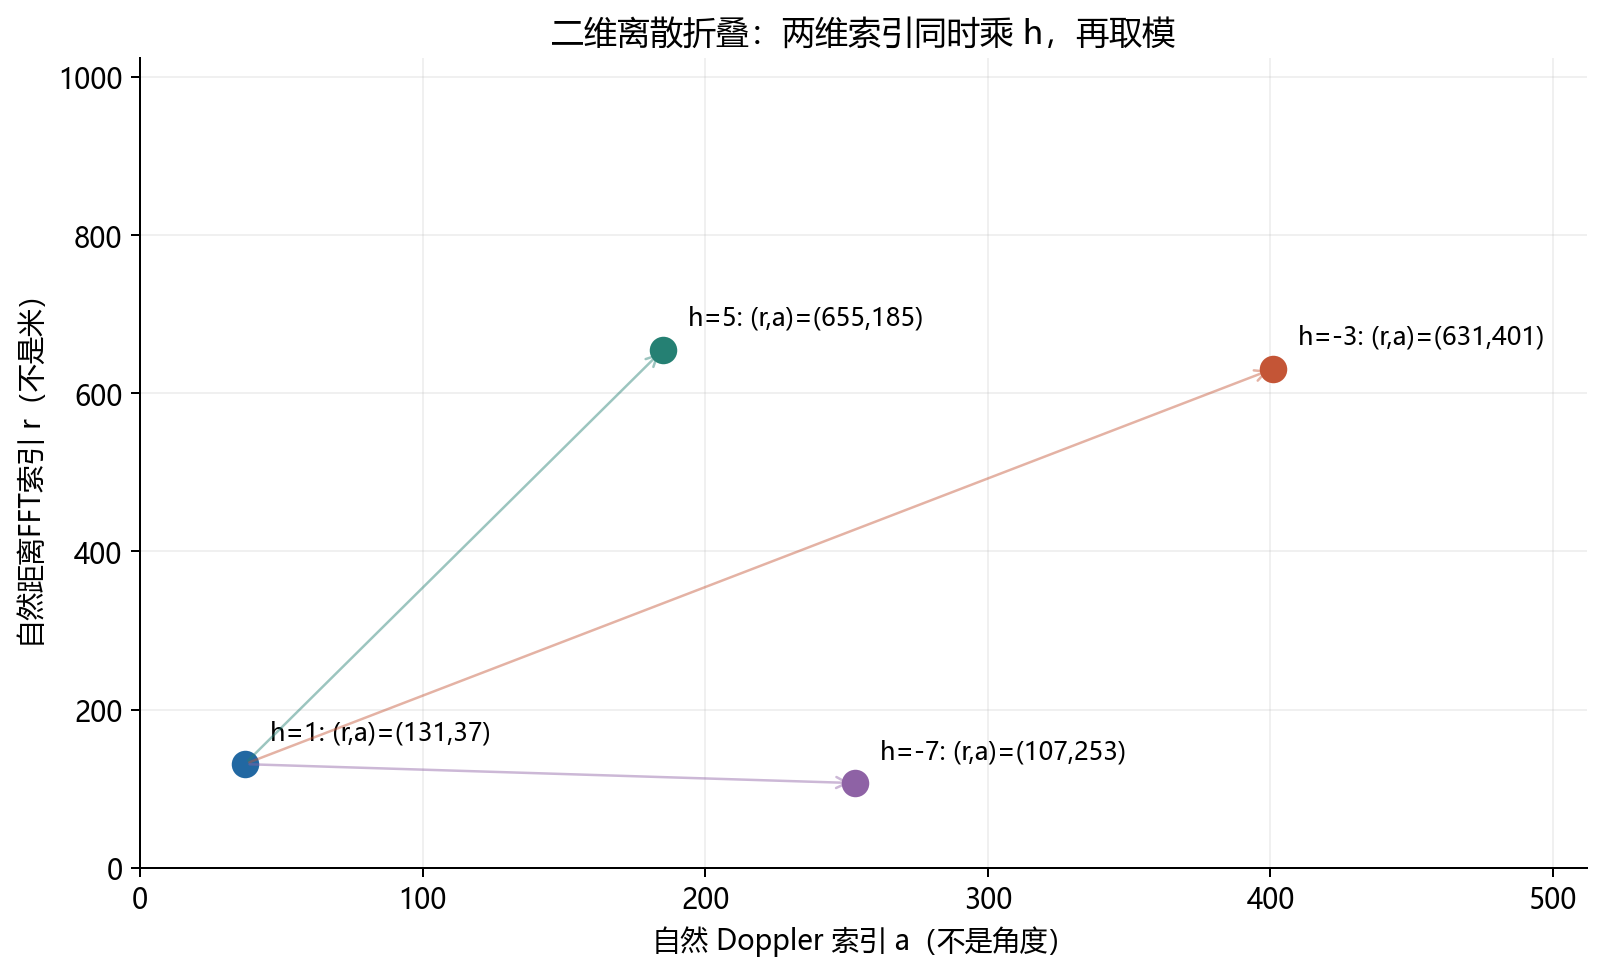 二维离散折叠：两维索引同时乘 h，再取模
1000
800
600
400
200
0
自然距离FFT索引 r（不是米）
h=5: (r,a)=(655,185)
h=-3: (r,a)=(631,401)
h=1: (r,a)=(131,37)
h=-7: (r,a)=(107,253)
0 100 200 300 400 500
自然 Doppler 索引 a（不是角度）